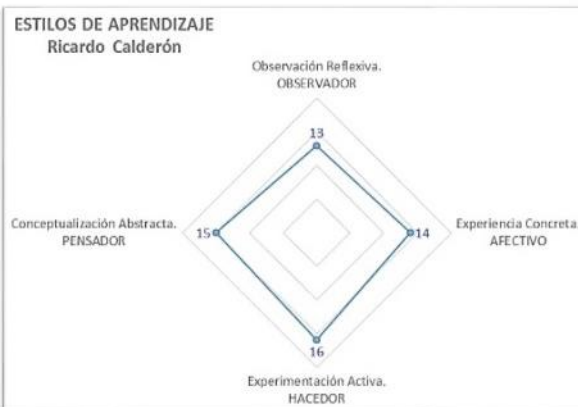 ESTILOS DE APRENDIZAJE
Ricardo Calderón
Observación Reflexiva.
OBSERVADOR
13
Conceptualización Abstracta.
PENSADOR
15
14
Experiencia Concreta
AFECTIVO
16
Experimentación Activa.
HACEDOR